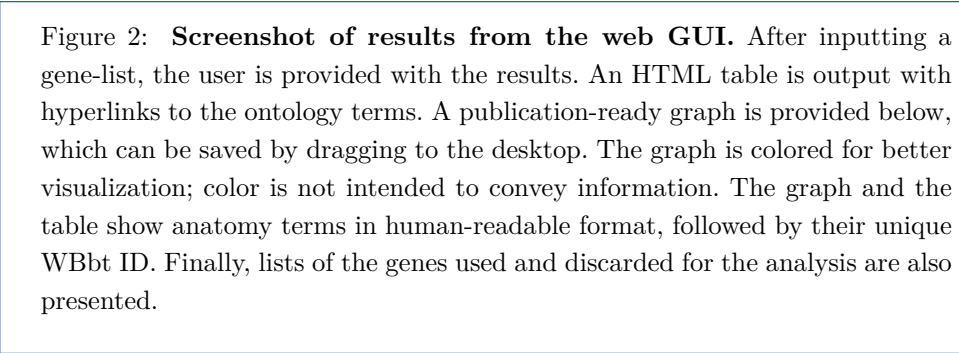 Figure 2: Screenshot of results from the web GUI. After inputting a
gene-list, the user is provided with the results. An HTML table is output with
hyperlinks to the ontology terms. A publication-ready graph is provided below,
which can be saved by dragging to the desktop. The graph is colored for better
visualization; color is not intended to convey information. The graph and the
table show anatomy terms in human-readable format, followed by their unique
WBbt ID. Finally, lists of the genes used and discarded for the analysis are also
presented.